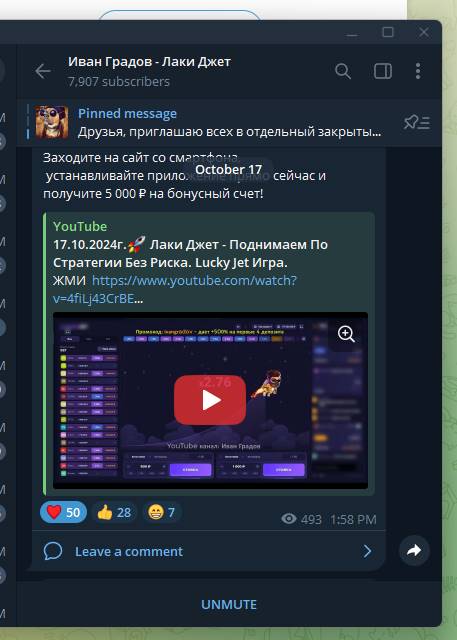 Иван Градов - Лаки Джет
7,907 subscribers
Pinned message
Друзья, приглашаю всех в отдельный закрыты...
Заходите на сайт со смартфона,
October 17
устанавливайте приложение прямо сейчас и
получите 5 000 ₽ на бонусный счет!
YouTube
17.10.2024г.🚀 Лаки Джет - Поднимаем По
Стратегии Без Риска. Lucky Jet Игра.
ЖМИ https://www.youtube.com/watch?
v=4fiLj43CrBE...
Промокод: ivangradov - дает +500% на первые 4 депозита
x2.76
YouTube канал: Иван Градов
СТАВКА
СТАВКА
❤️ 50 👍 28 😁 7
493 1:58 PM
Leave a comment
UNMUTE